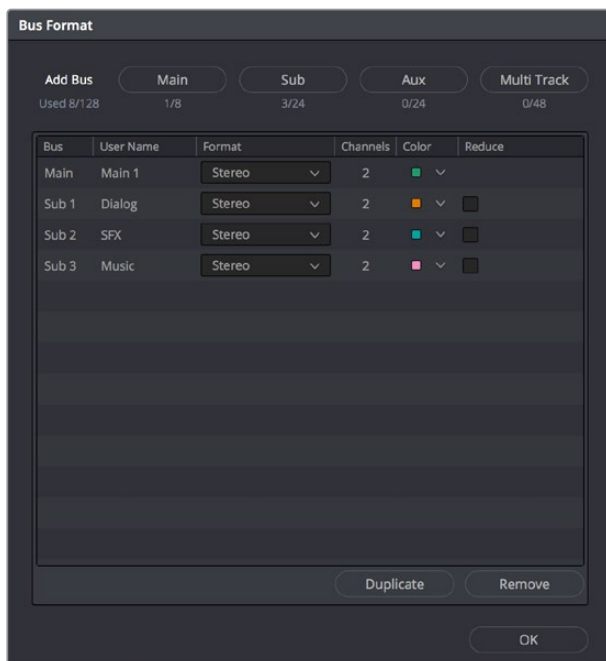 Bus Format
Add Bus Main Sub Aux Multi Track
Used 8/128 1/8 3/24 0/24 0/48
Bus User Name Format Channels Color Reduce
Main Main 1 Stereo 2
Sub 1 Dialog Stereo 2
Sub 2 SFX Stereo 2
Sub 3 Music Stereo 2
Duplicate Remove
OK